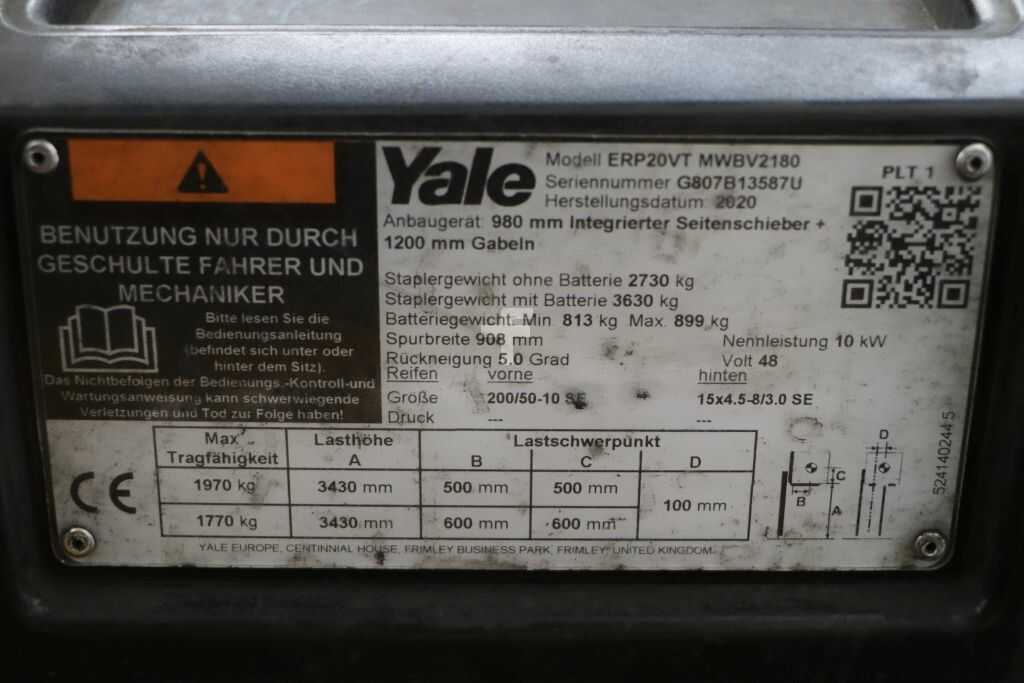 BENUTZUNG NUR DURCH
GESCHULTE FAHRER UND
MECHANIKER
Bitte lesen Sie die
Bedienungsanleitung
(befindet sich unter oder
hinter dem Sitz).
Das Nichtbefolgen der Bedienungs.-Kontroll-und
Wartungsanweisung kann schwerwiegende
Verletzungen und Tod zur Folge haben!
Yale
Modell ERP20VT MWBV2180
Seriennummer G807B13587U
Herstellungsdatum 2020
PLT 1
Anbaugerät: 980 mm Integrierter Seitenschieber +
1200 mm Gabeln
Staplergewicht ohne Batterie 2730 kg
Staplergewicht mit Batterie 3630 kg
Batteriegewicht Min. 813 kg Max. 899 kg
Spurbreite 908 mm Nennleistung 10 kW
Rückneigung 5.0 Grad Volt 48
Reifen vorne hinten
Größe 200/50-10 SE 15x4.5-8/3.0 SE
Druck --- ---
Max Lasthöhe Lastschwerpunkt
Tragfähigkeit A B C D
1970 kg 3430 mm 500 mm 500 mm 100 mm
1770 kg 3430 mm 600 mm 600 mm
CE
D
C
B
A
524140244 5
YALE EUROPE, CENTINNIAL HOUSE, FRIMLEY BUSINESS PARK, FRIMLEY, UNITED KINGDOM